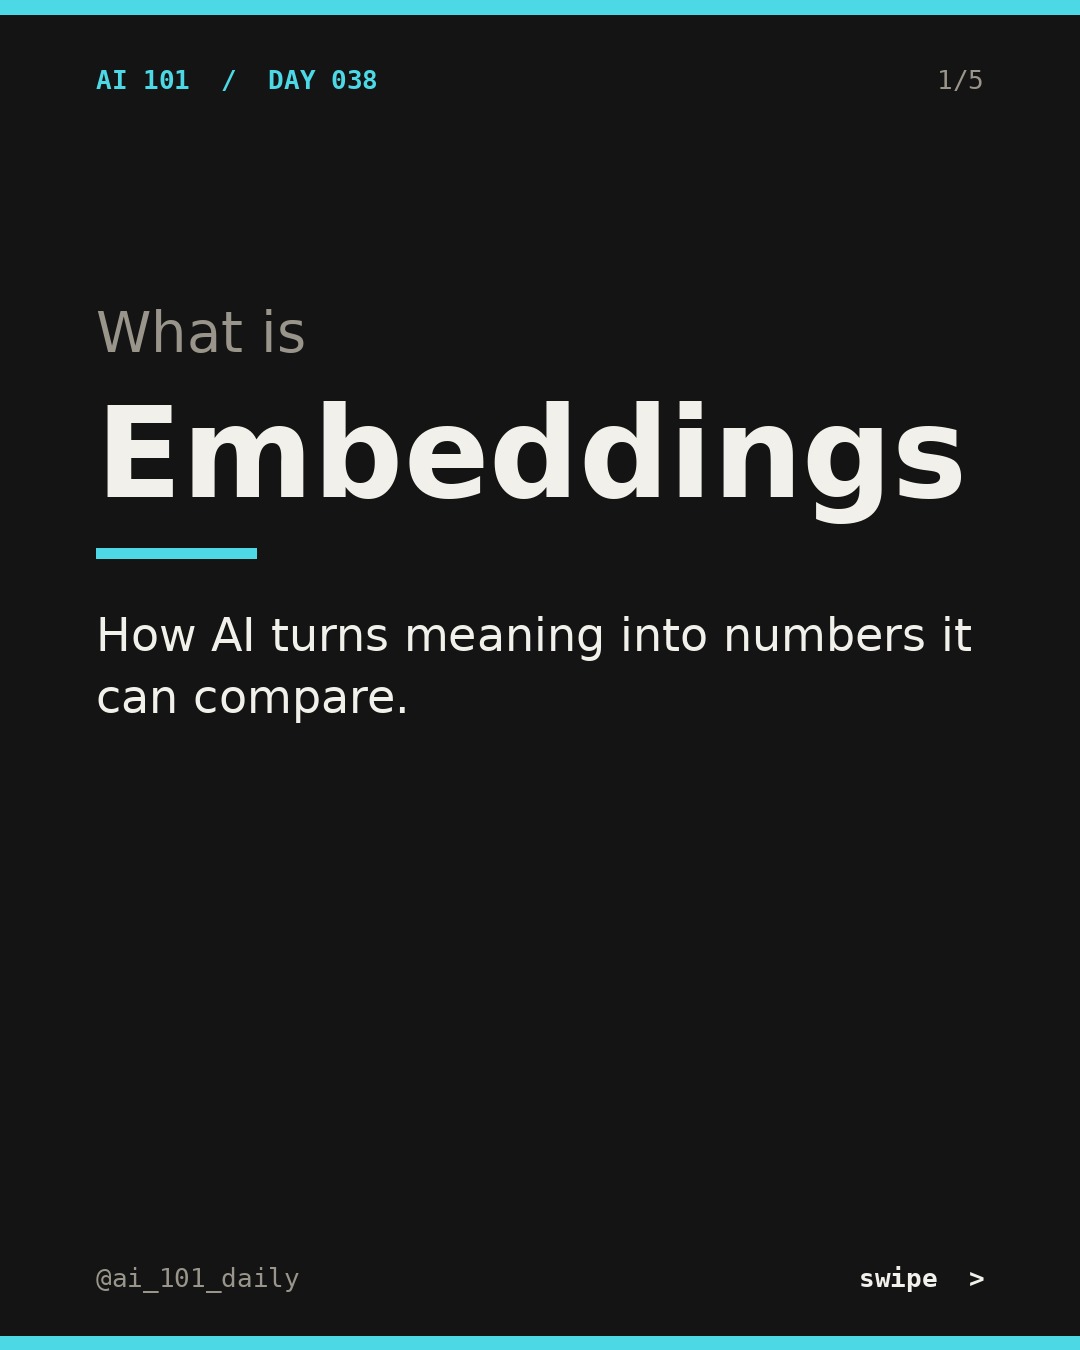 AI 101 / DAY 038
1/5
What is
Embeddings
How AI turns meaning into numbers it
can compare.
@ai_101_daily
swipe >